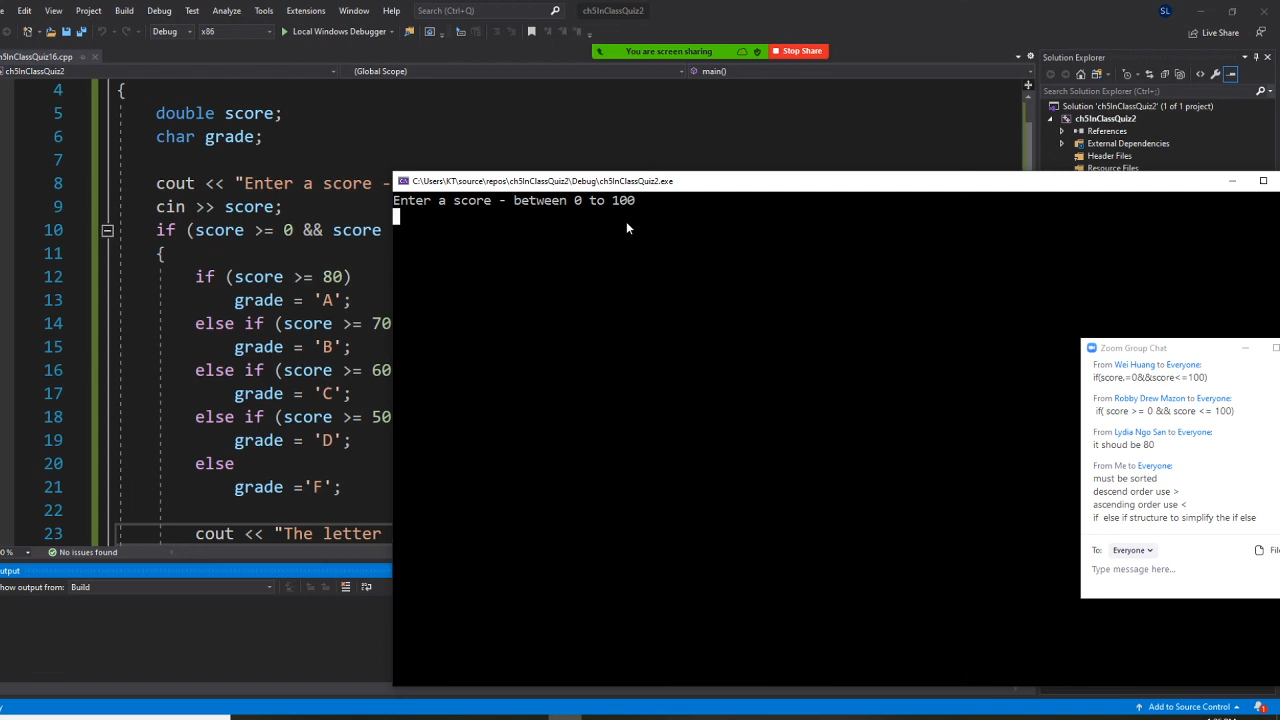 Edit View Project Build Debug Test Analyze Tools Extensions Window Help Search (Ctrl+Q) ch5InClassQuiz2 SL
Debug x86 Local Windows Debugger Live Share
You are screen sharing Stop Share
ch5InClassQuiz2 (Global Scope) main()
4 {
5 double score;
6 char grade;
7
8 cout << "Enter a score -
9 cin >> score;
10 if (score >= 0 && score
11 {
12 if (score >= 80)
13 grade = 'A';
14 else if (score >= 70
15 grade = 'B';
16 else if (score >= 60
17 grade = 'C';
18 else if (score >= 50
19 grade = 'D';
20 else
21 grade ='F';
22
23 cout << "The letter
No issues found
Show output from: Build
C:\Users\KT\source\repos\ch5InClassQuiz2\Debug\ch5InClassQuiz2.exe
Enter a score - between 0 to 100
Solution Explorer
Search Solution Explorer (Ctrl+;)
Solution 'ch5InClassQuiz2' (1 of 1 project)
ch5InClassQuiz2
References
External Dependencies
Header Files
Resource Files
Zoom Group Chat
From Wei Huang to Everyone:
if(score.=0&&score<=100)
From Robby Drew Mazon to Everyone:
if( score >= 0 && score <= 100)
From Lydia Ngo San to Everyone:
it shoud be 80
From Me to Everyone:
must be sorted
descend order use >
ascending order use <
if else if structure to simplify the if else
To: Everyone
Type message here...
Add to Source Control 1